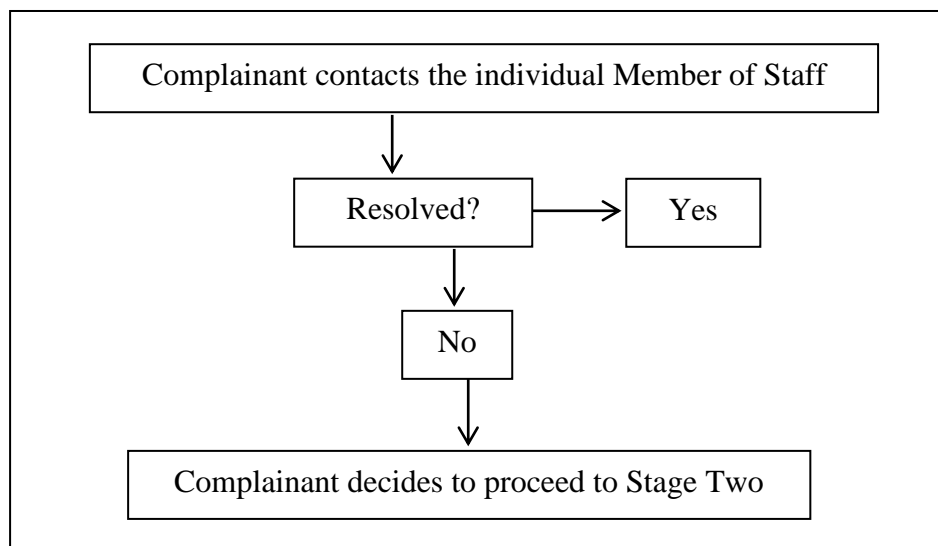 Complainant contacts the individual Member of Staff
Resolved?
Yes
No
Complainant decides to proceed to Stage Two